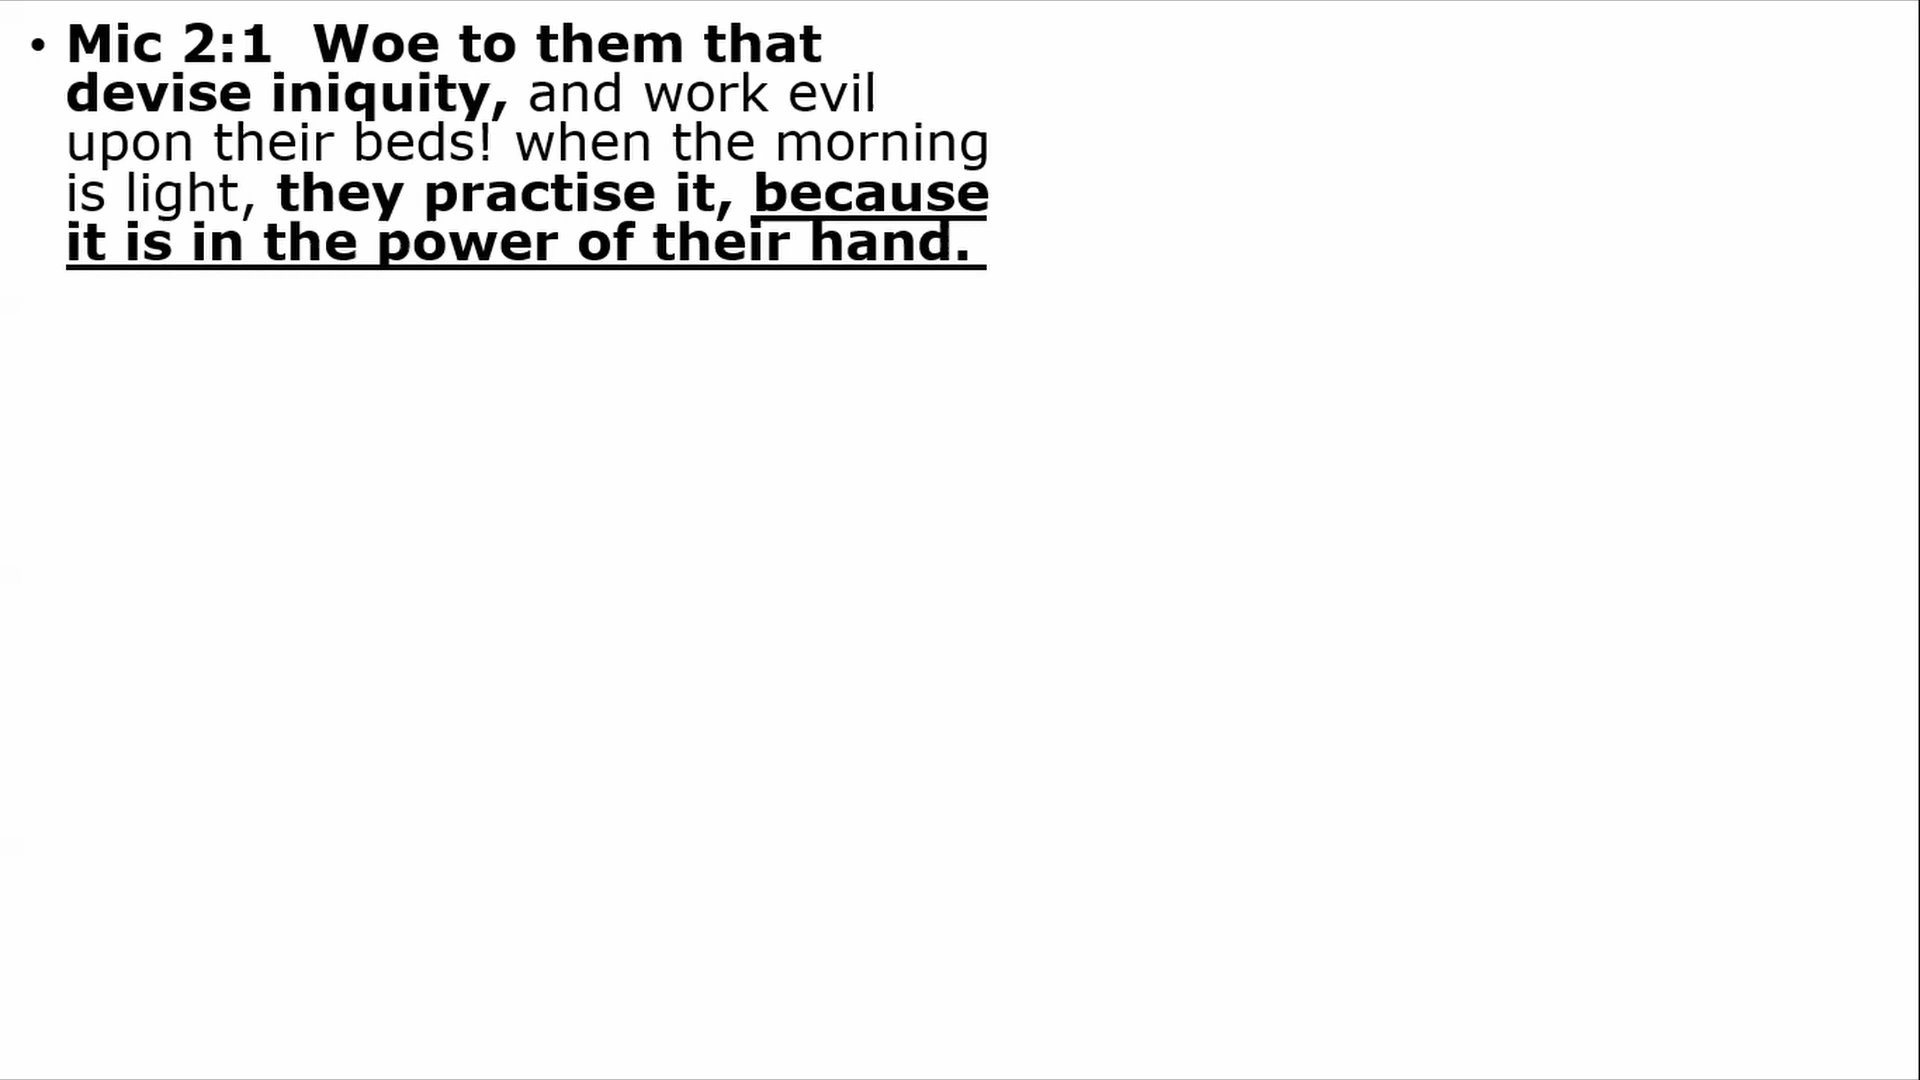 • Mic 2:1  Woe to them that
devise iniquity, and work evil
upon their beds! when the morning
is light, they practise it, because
it is in the power of their hand.